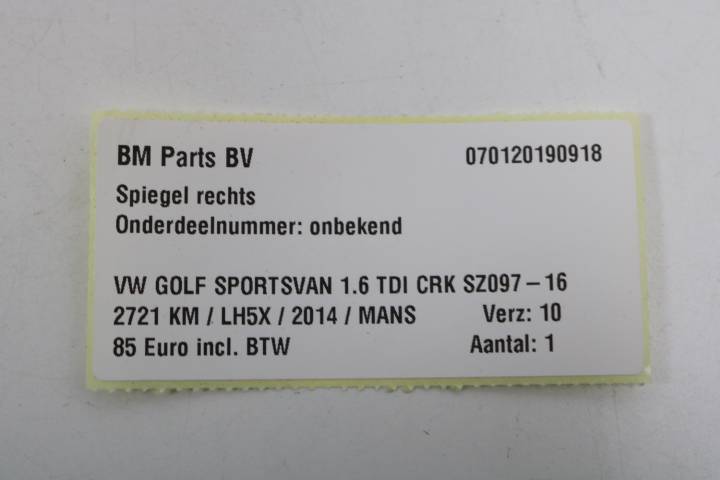 BM Parts BV 070120190918
Spiegel rechts
Onderdeelnummer: onbekend
VW GOLF SPORTSVAN 1.6 TDI CRK SZ097-16
2721 KM / LH5X / 2014 / MANS Verz: 10
85 Euro incl. BTW Aantal: 1